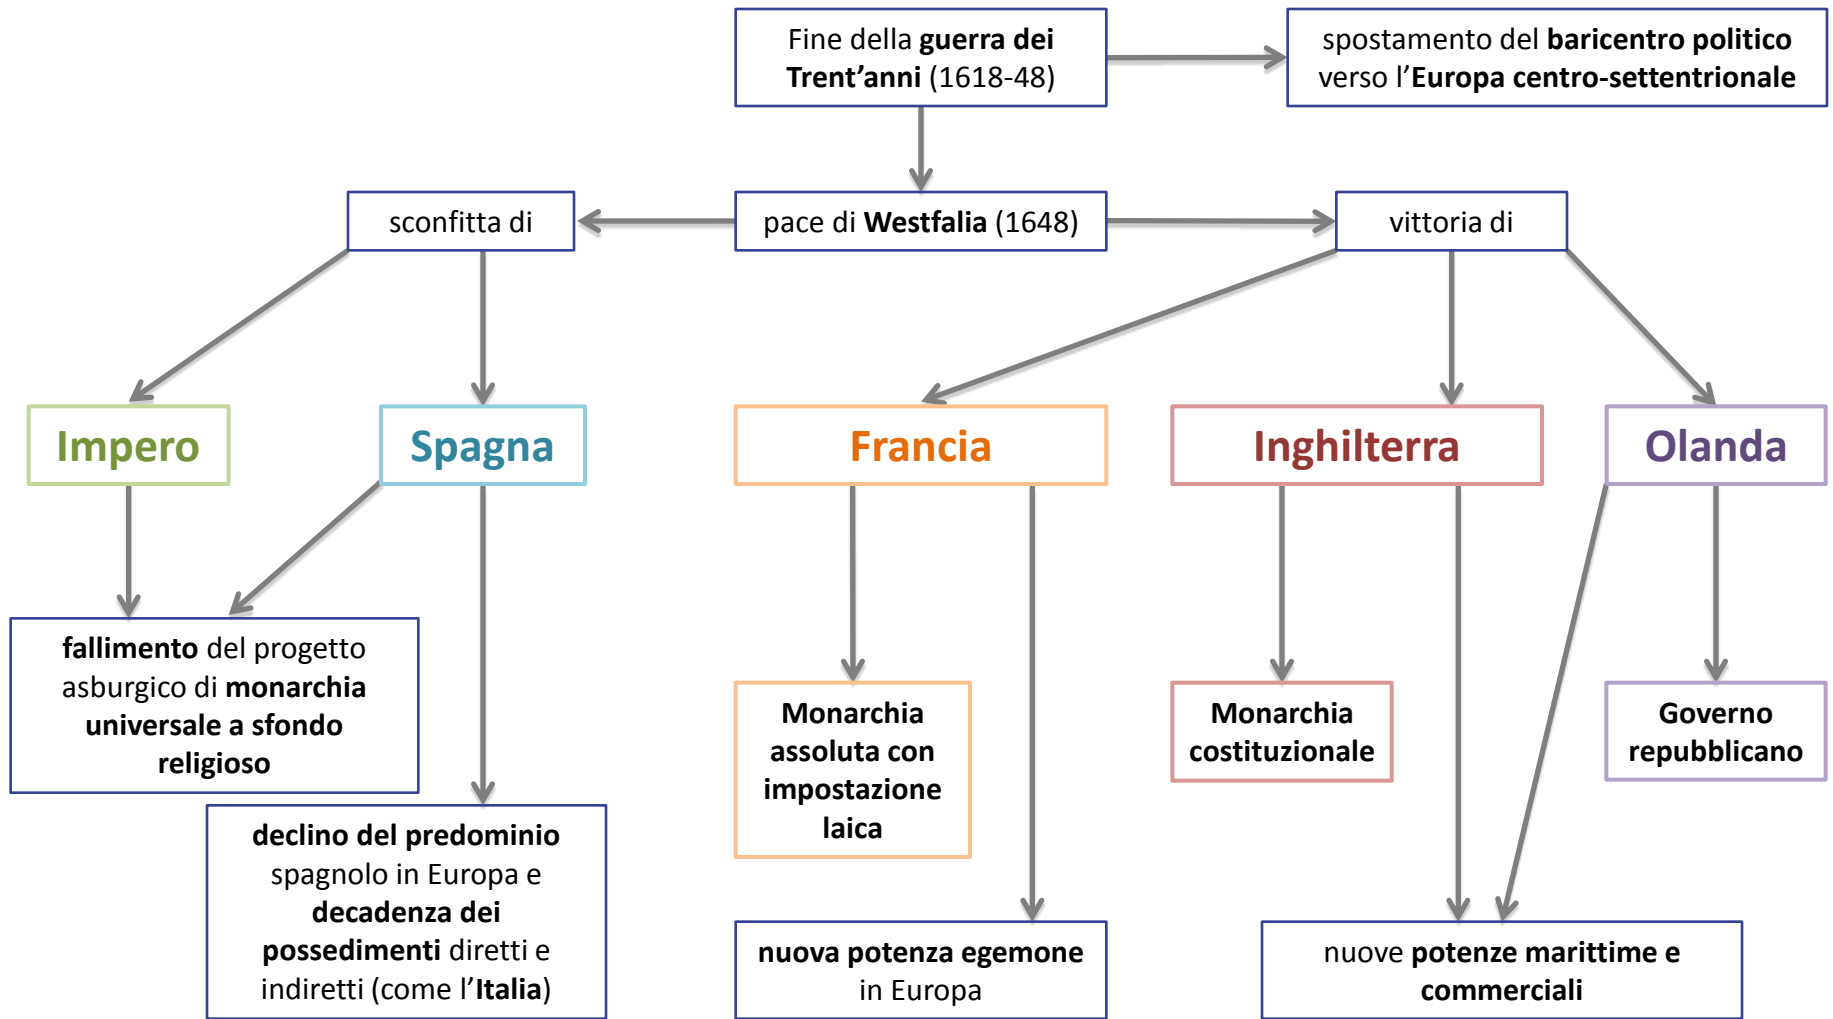 Fine della guerra dei
Trent’anni (1618-48)
spostamento del baricentro politico
verso l’Europa centro-settentrionale
sconfitta di
pace di Westfalia (1648)
vittoria di
Impero
Spagna
Francia
Inghilterra
Olanda
fallimento del progetto
asburgico di monarchia
universale a sfondo
religioso
Monarchia
assoluta con
impostazione
laica
Monarchia
costituzionale
Governo
repubblicano
declino del predominio
spagnolo in Europa e
decadenza dei
possedimenti diretti e
indiretti (come l’Italia)
nuova potenza egemone
in Europa
nuove potenze marittime e
commerciali